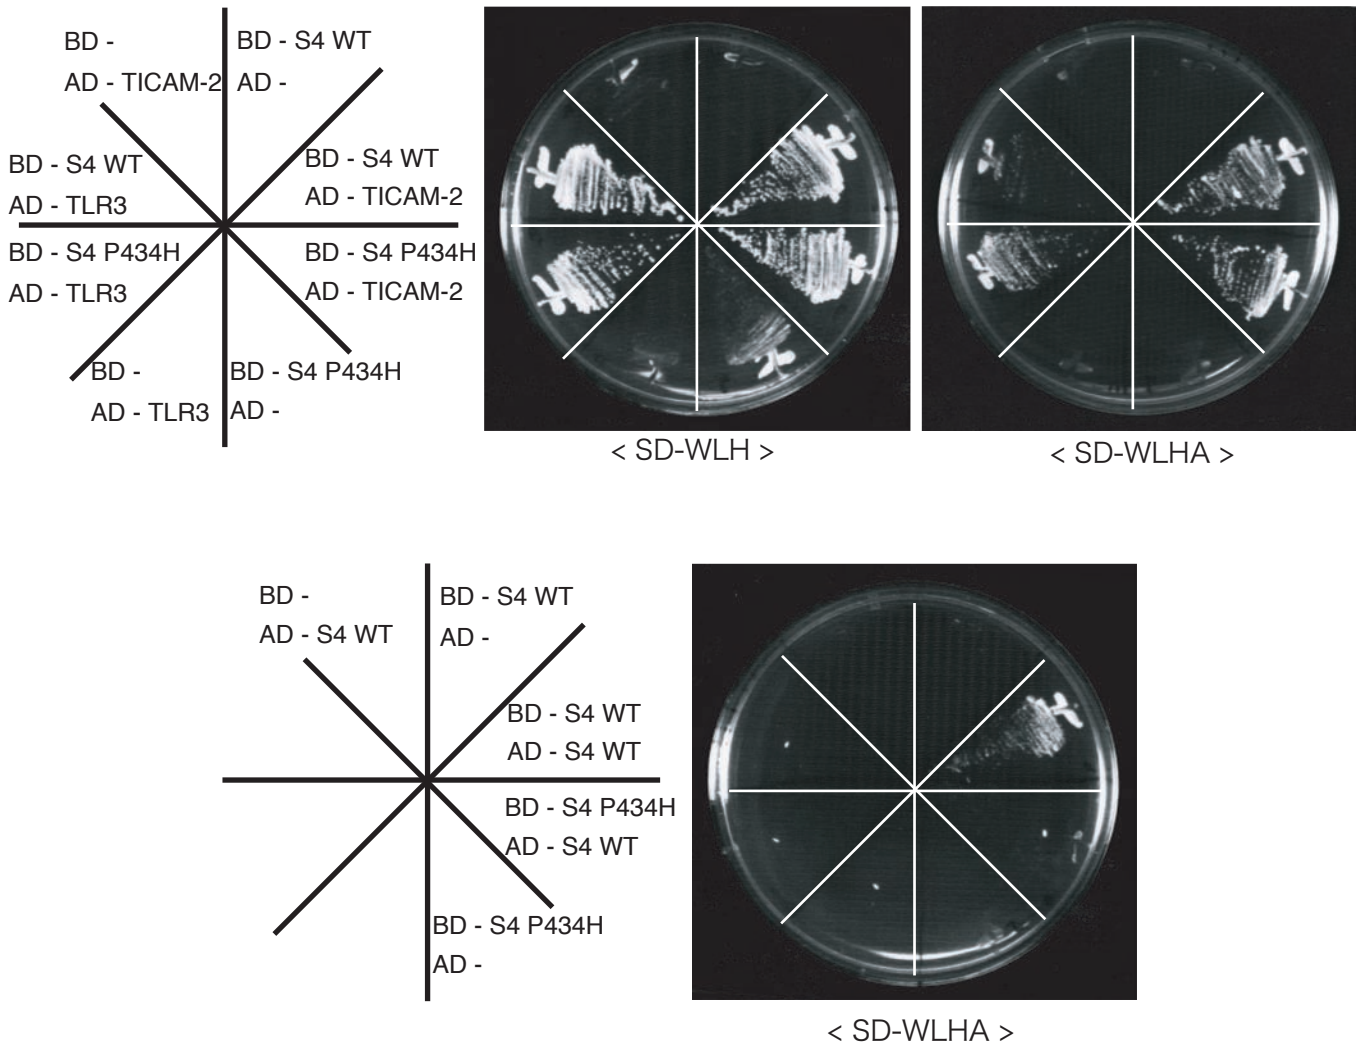 BD -
AD - TICAM-2
BD - S4 WT
AD -
BD - S4 WT
AD - TLR3
BD - S4 WT
AD - TICAM-2
BD - S4 P434H
AD - TLR3
BD - S4 P434H
AD - TICAM-2
BD -
AD - TLR3
BD - S4 P434H
AD -
< SD-WLH >
< SD-WLHA >
BD -
AD - S4 WT
BD - S4 WT
AD -
BD - S4 WT
AD - S4 WT
BD - S4 P434H
AD - S4 WT
BD - S4 P434H
AD -
< SD-WLHA >